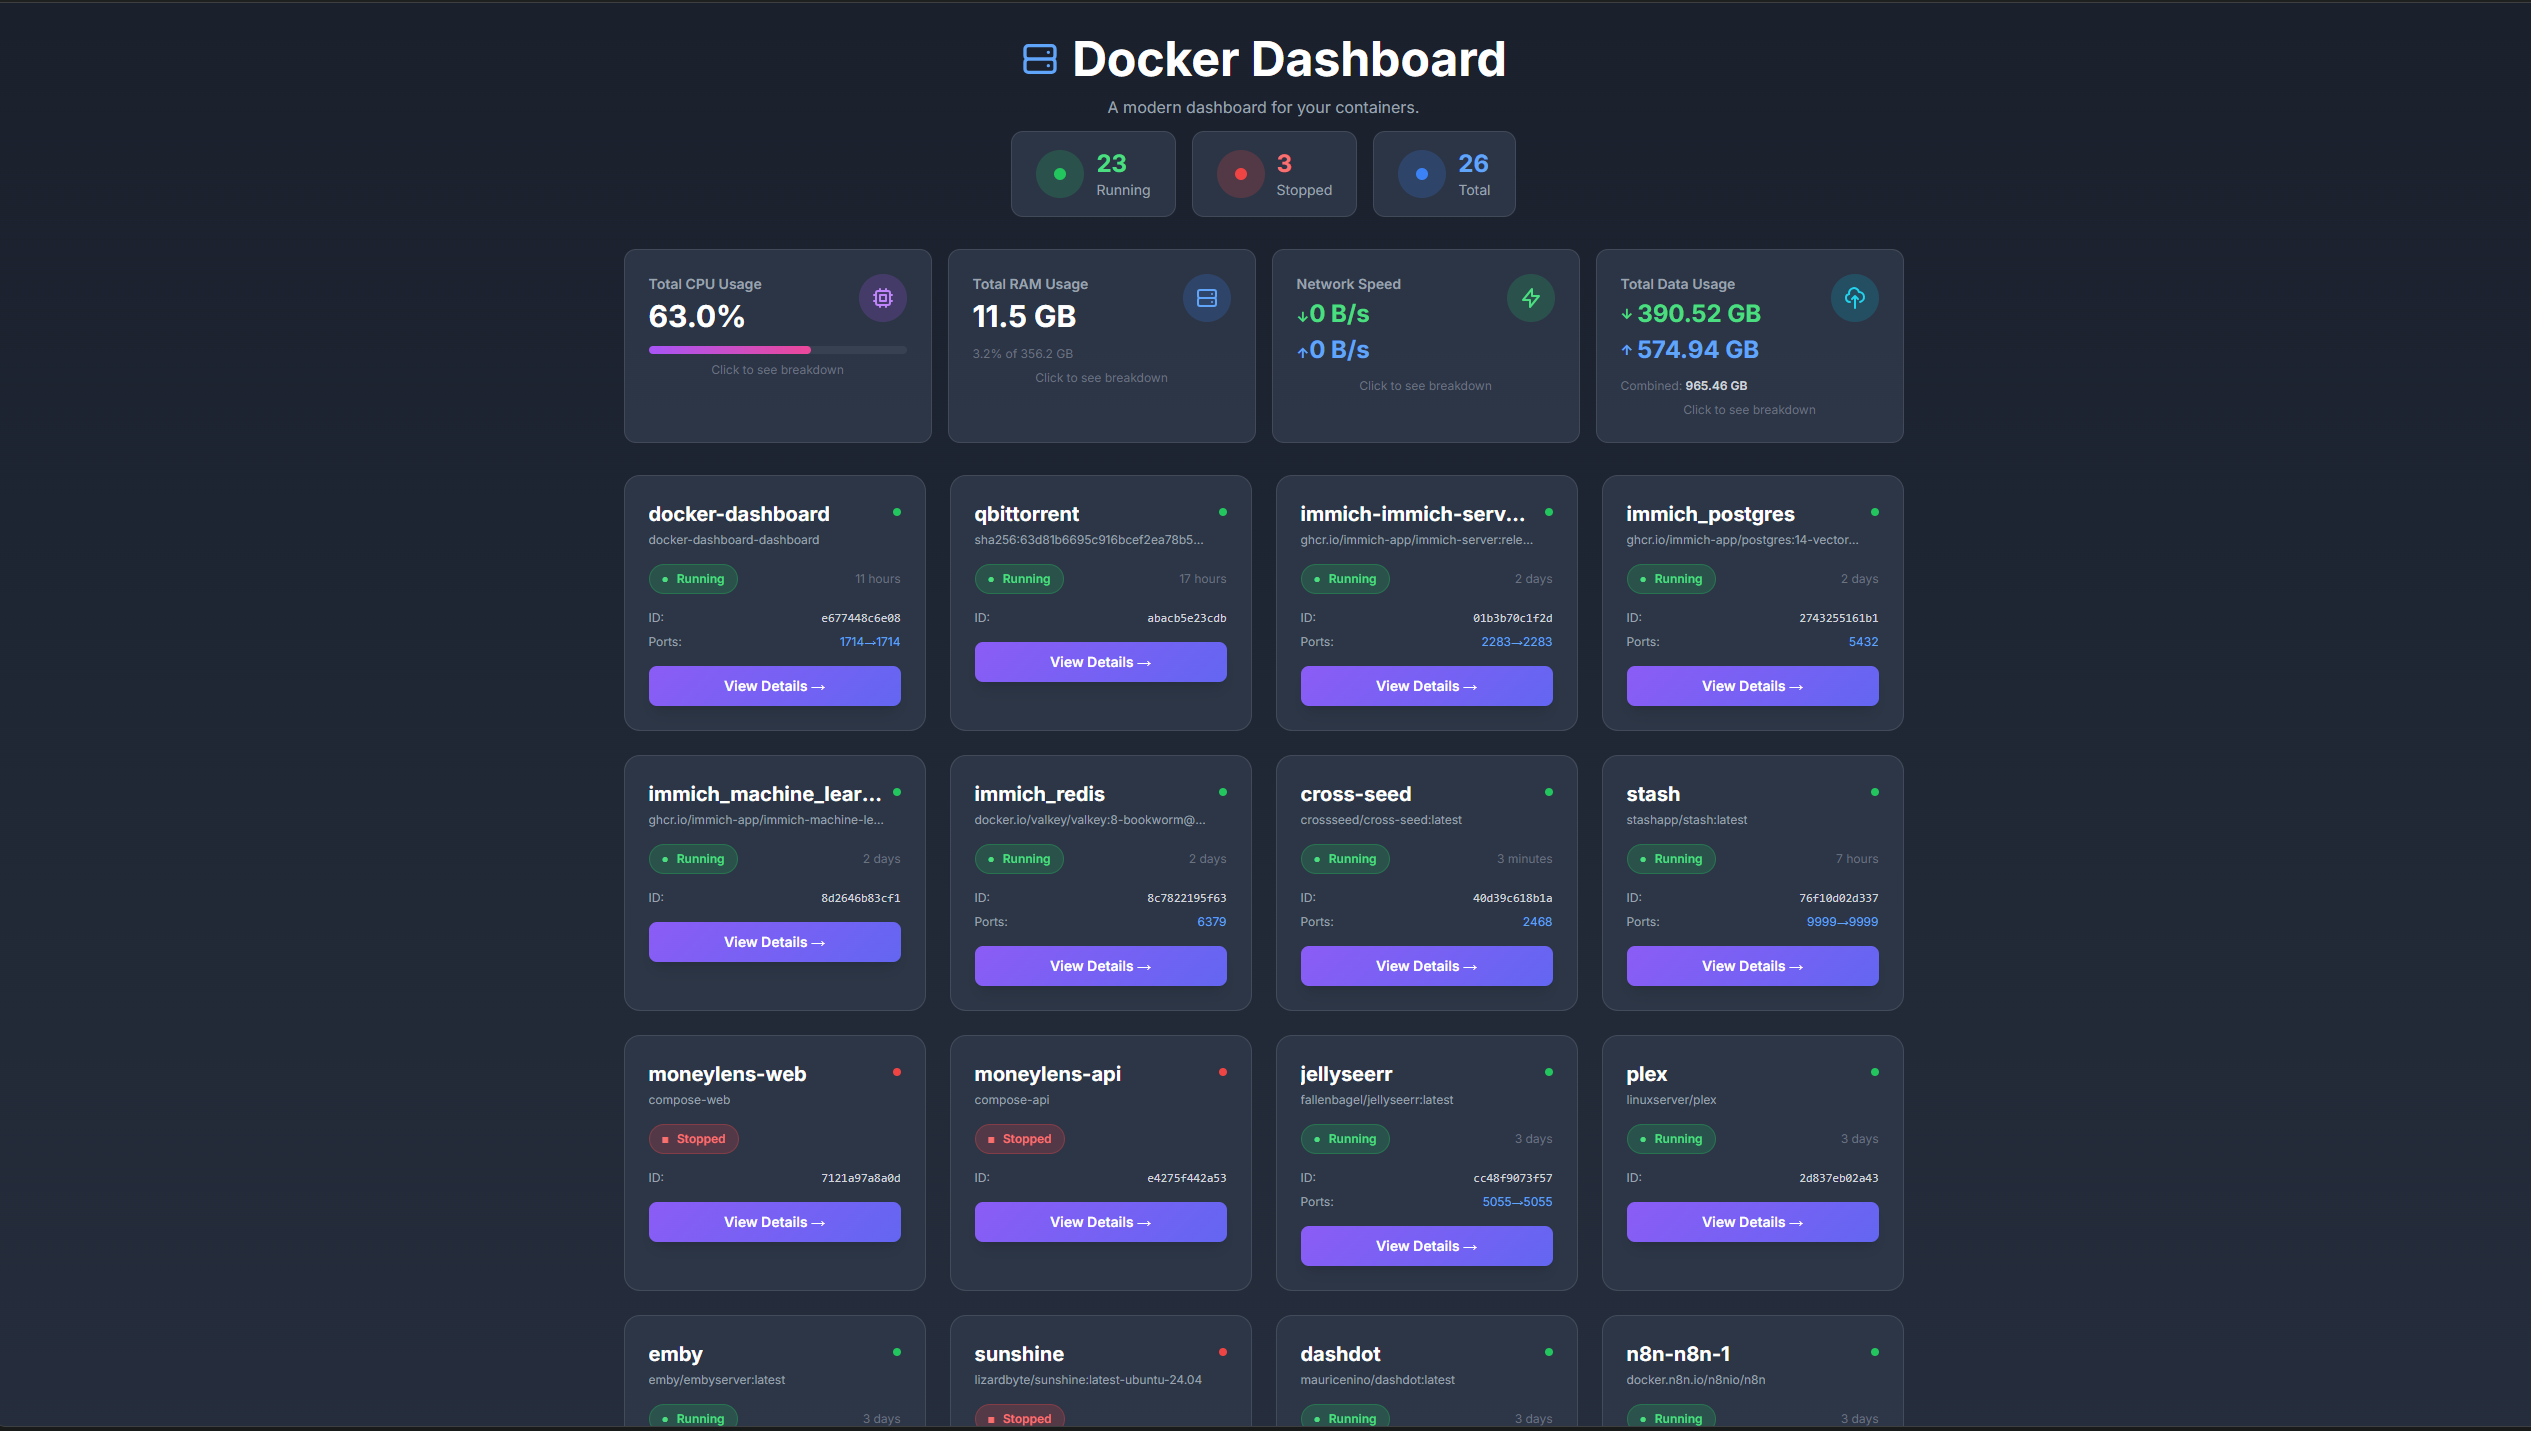 Docker Dashboard
A modern dashboard for your containers.
23
Running
3
Stopped
26
Total
Total CPU Usage
63.0%
Click to see breakdown
Total RAM Usage
11.5 GB
3.2% of 356.2 GB
Click to see breakdown
Network Speed
↓0 B/s
↑0 B/s
Click to see breakdown
Total Data Usage
↓ 390.52 GB
↑ 574.94 GB
Combined: 965.46 GB
Click to see breakdown
docker-dashboard
docker-dashboard-dashboard
Running 11 hours
ID: e677448c6e08
Ports: 1714→1714
View Details →
qbittorrent
sha256:63d81b6695c916bcef2ea78b5...
Running 17 hours
ID: abacb5e23cdb
View Details →
immich-immich-serv...
ghcr.io/immich-app/immich-server:rele...
Running 2 days
ID: 01b3b70c1f2d
Ports: 2283→2283
View Details →
immich_postgres
ghcr.io/immich-app/postgres:14-vector...
Running 2 days
ID: 2743255161b1
Ports: 5432
View Details →
immich_machine_lear...
ghcr.io/immich-app/immich-machine-le...
Running 2 days
ID: 8d2646b83cf1
View Details →
immich_redis
docker.io/valkey/valkey:8-bookworm@...
Running 2 days
ID: 8c7822195f63
Ports: 6379
View Details →
cross-seed
crossseed/cross-seed:latest
Running 3 minutes
ID: 40d39c618b1a
Ports: 2468
View Details →
stash
stashapp/stash:latest
Running 7 hours
ID: 76f10d02d337
Ports: 9999→9999
View Details →
moneylens-web
compose-web
Stopped
ID: 7121a97a8a0d
View Details →
moneylens-api
compose-api
Stopped
ID: e4275f442a53
View Details →
jellyseerr
fallenbagel/jellyseerr:latest
Running 3 days
ID: cc48f9073f57
Ports: 5055→5055
View Details →
plex
linuxserver/plex
Running 3 days
ID: 2d837eb02a43
View Details →
emby
emby/embyserver:latest
Running 3 days
sunshine
lizardbyte/sunshine:latest-ubuntu-24.04
Stopped
dashdot
mauricenino/dashdot:latest
Running 3 days
n8n-n8n-1
docker.n8n.io/n8nio/n8n
Running 3 days